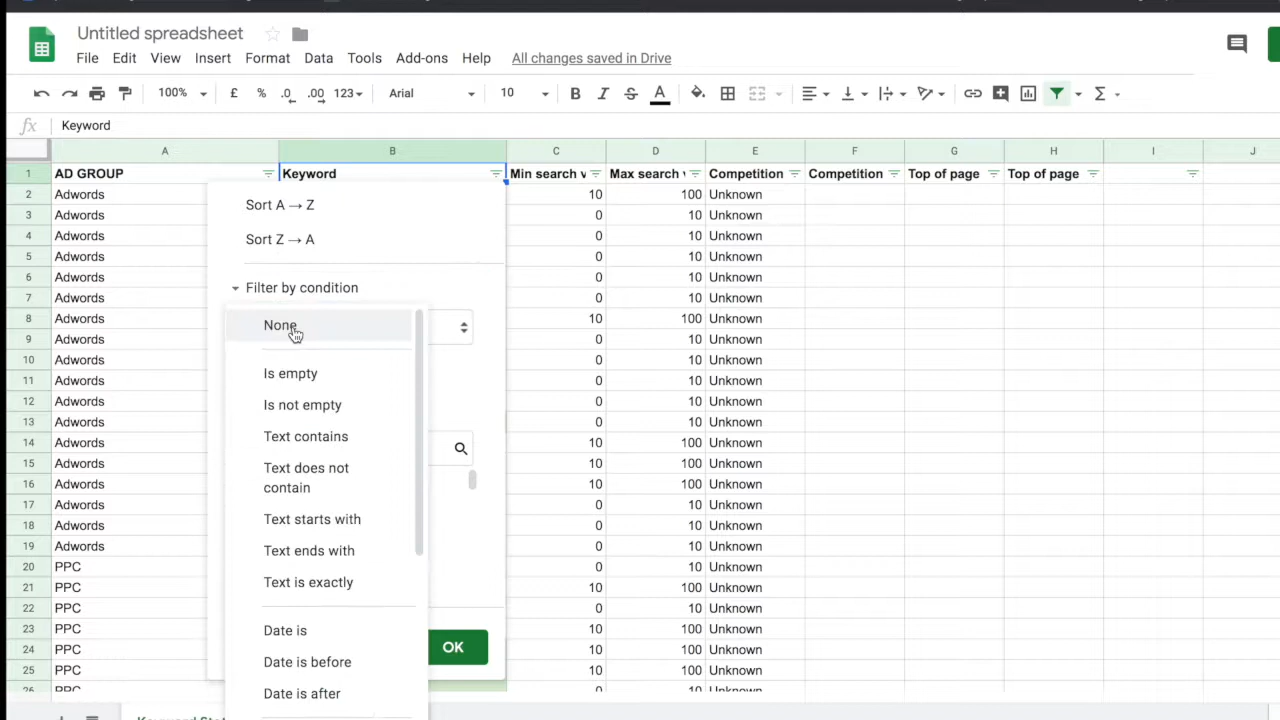 Untitled spreadsheet
File Edit View Insert Format Data Tools Add-ons Help All changes saved in Drive
100% £ % .0 .00 123 Arial 10 B I S A Σ
fx Keyword
A B C D E F G H I J
1 AD GROUP Keyword Min search v Max search Competition Competition Top of page Top of page
2 Adwords 10 100 Unknown
3 Adwords 0 10 Unknown
4 Adwords 0 10 Unknown
5 Adwords 0 10 Unknown
6 Adwords 0 10 Unknown
7 Adwords 0 10 Unknown
8 Adwords 10 100 Unknown
9 Adwords 0 10 Unknown
10 Adwords 0 10 Unknown
11 Adwords 0 10 Unknown
12 Adwords 0 10 Unknown
13 Adwords 0 10 Unknown
14 Adwords 10 100 Unknown
15 Adwords 10 100 Unknown
16 Adwords 10 100 Unknown
17 Adwords 0 10 Unknown
18 Adwords 0 10 Unknown
19 Adwords 0 10 Unknown
20 PPC 0 10 Unknown
21 PPC 10 100 Unknown
22 PPC 0 10 Unknown
23 PPC 10 100 Unknown
24 PPC 10 100 Unknown
25 PPC 10 100 Unknown
26 PPC 0 10 Unknown
Sort A → Z
Sort Z → A
Filter by condition
None
Is empty
Is not empty
Text contains
Text does not
contain
Text starts with
Text ends with
Text is exactly
Date is
Date is before
Date is after
OK
Keyword Stat